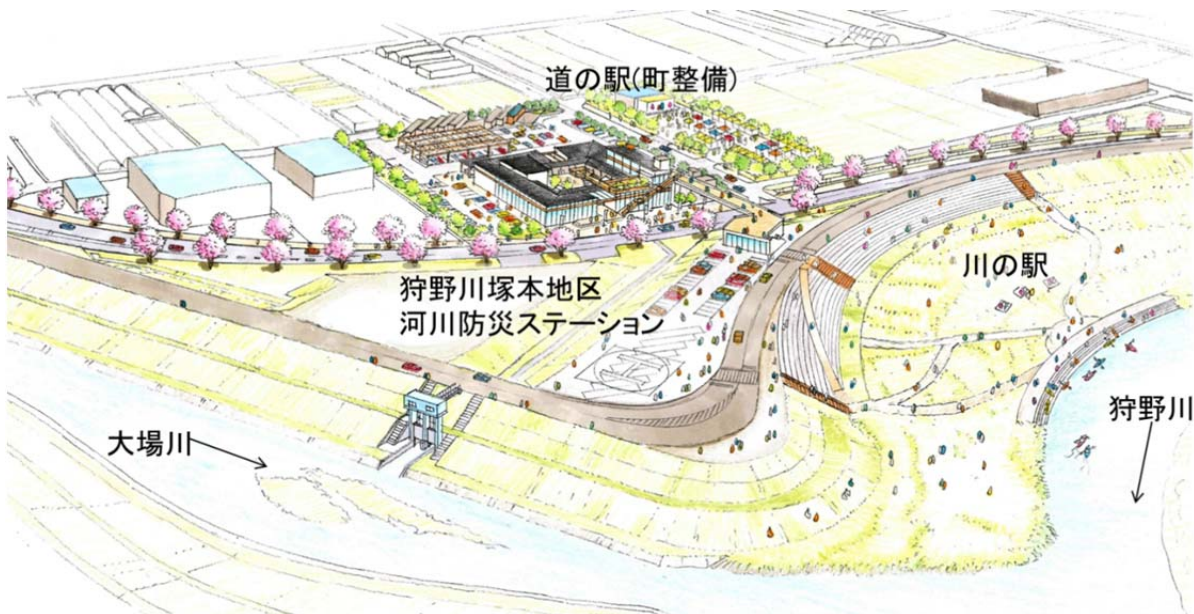 道の駅(町整備)
川の駅
狩野川塚本地区
河川防災ステーション
狩野川
大場川